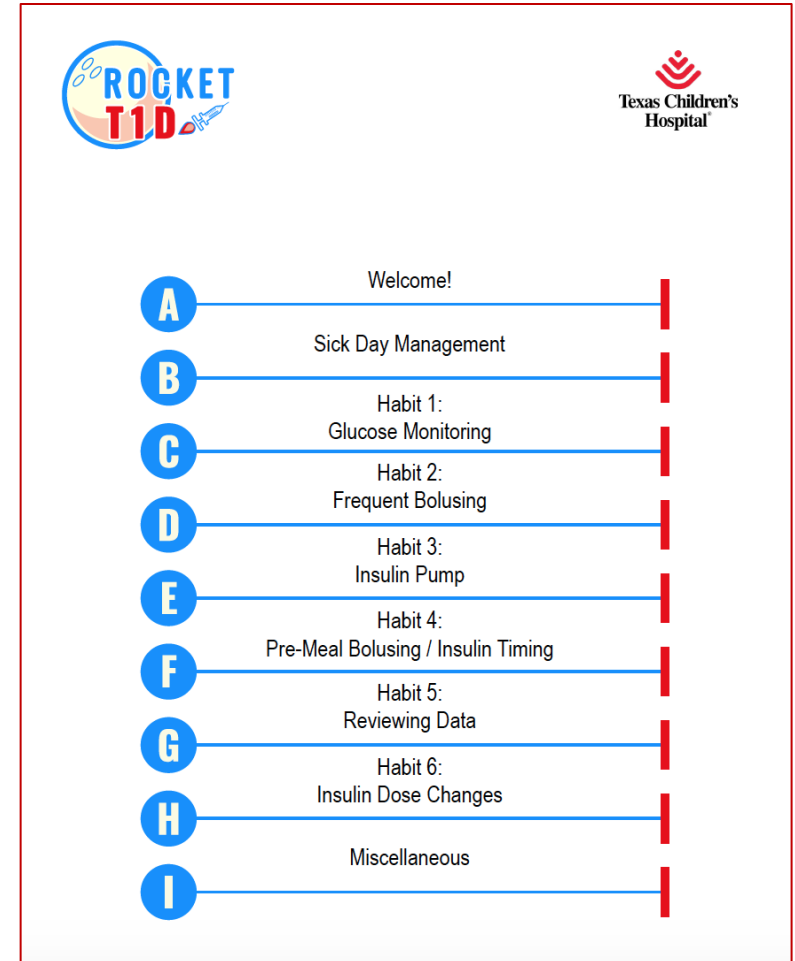 ROCKET
T1D
Texas Children's
Hospital®
Welcome!
A
Sick Day Management
B
Habit 1:
Glucose Monitoring
C
Habit 2:
Frequent Bolusing
D
Habit 3:
Insulin Pump
E
Habit 4:
Pre-Meal Bolusing / Insulin Timing
F
Habit 5:
Reviewing Data
G
Habit 6:
Insulin Dose Changes
H
Miscellaneous
I